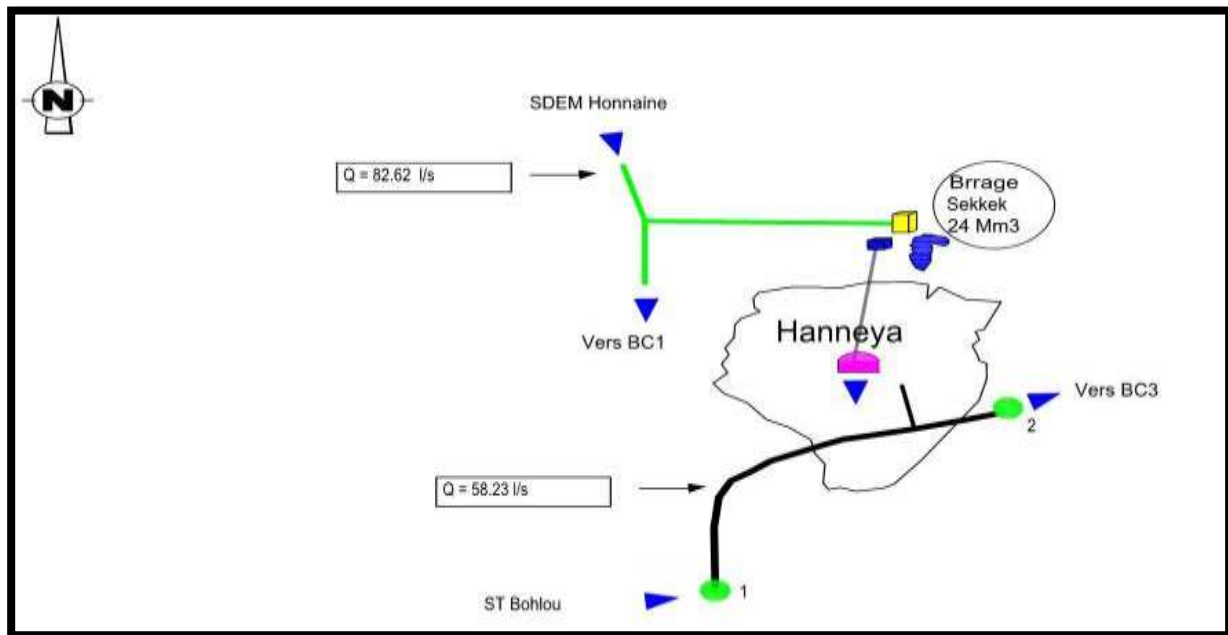 N
SDEM Honnaine
Q = 82.62 l/s
Brrage
Sekkek
24 Mm3
Vers BC1
Hanneya
Vers BC3
2
Q = 58.23 l/s
ST Bohlou
1